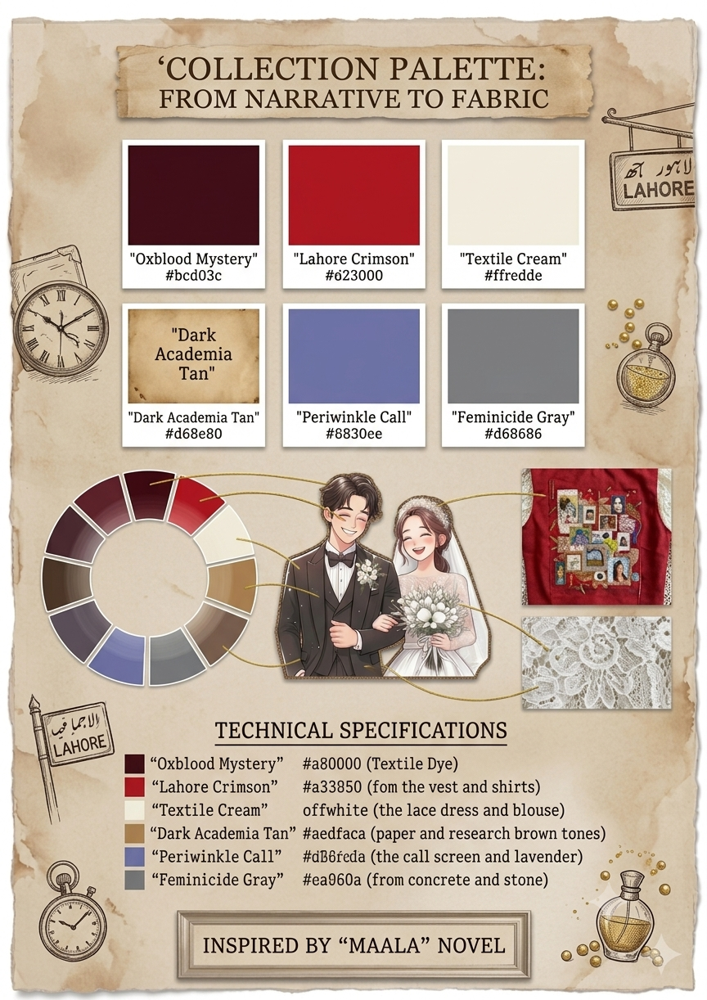 ‘COLLECTION PALETTE:
FROM NARRATIVE TO FABRIC
لاہور
LAHORE
"Oxblood Mystery"
#bcd03c
"Lahore Crimson"
#623000
"Textile Cream"
#ffredde
"Dark
Academia
Tan"
"Dark Academia Tan"
#d68e80
"Periwinkle Call"
#8830ee
"Feminicide Gray"
#d68686
LAHORE
TECHNICAL SPECIFICATIONS
“Oxblood Mystery” #a80000 (Textile Dye)
“Lahore Crimson” #a33850 (fom the vest and shirts)
“Textile Cream” offwhite (the lace dress and blouse)
“Dark Academia Tan” #aedfaca (paper and research brown tones)
“Periwinkle Call” (the call screen and lavender)
“Feminicide Gray” #ea960a (from concrete and stone)
INSPIRED BY “MAALA” NOVEL